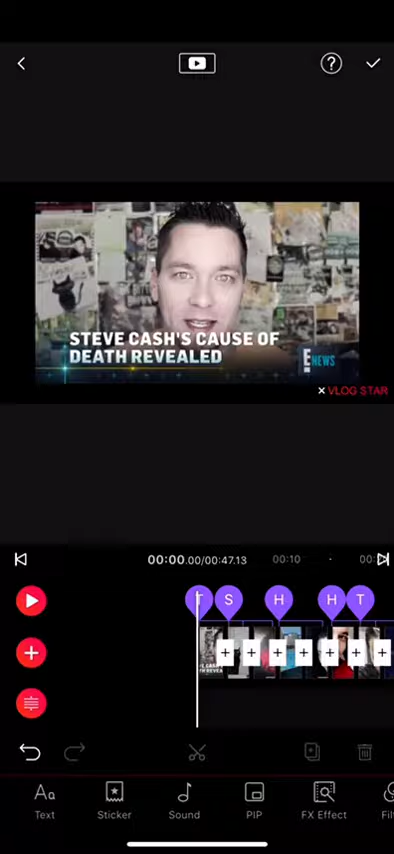 STEVE CASH'S CAUSE OF
DEATH REVEALED
E NEWS
× VLOG STAR
00:00.00/00:47.13
00:10
T
S
H
H
T
Text
Sticker
Sound
PIP
FX Effect